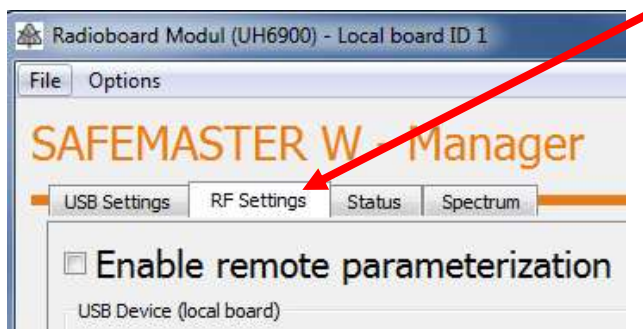 Radioboard Modul (UH6900) - Local board ID 1
File Options
SAFEMASTER W - Manager
USB Settings RF Settings Status Spectrum
Enable remote parameterization
USB Device (local board)